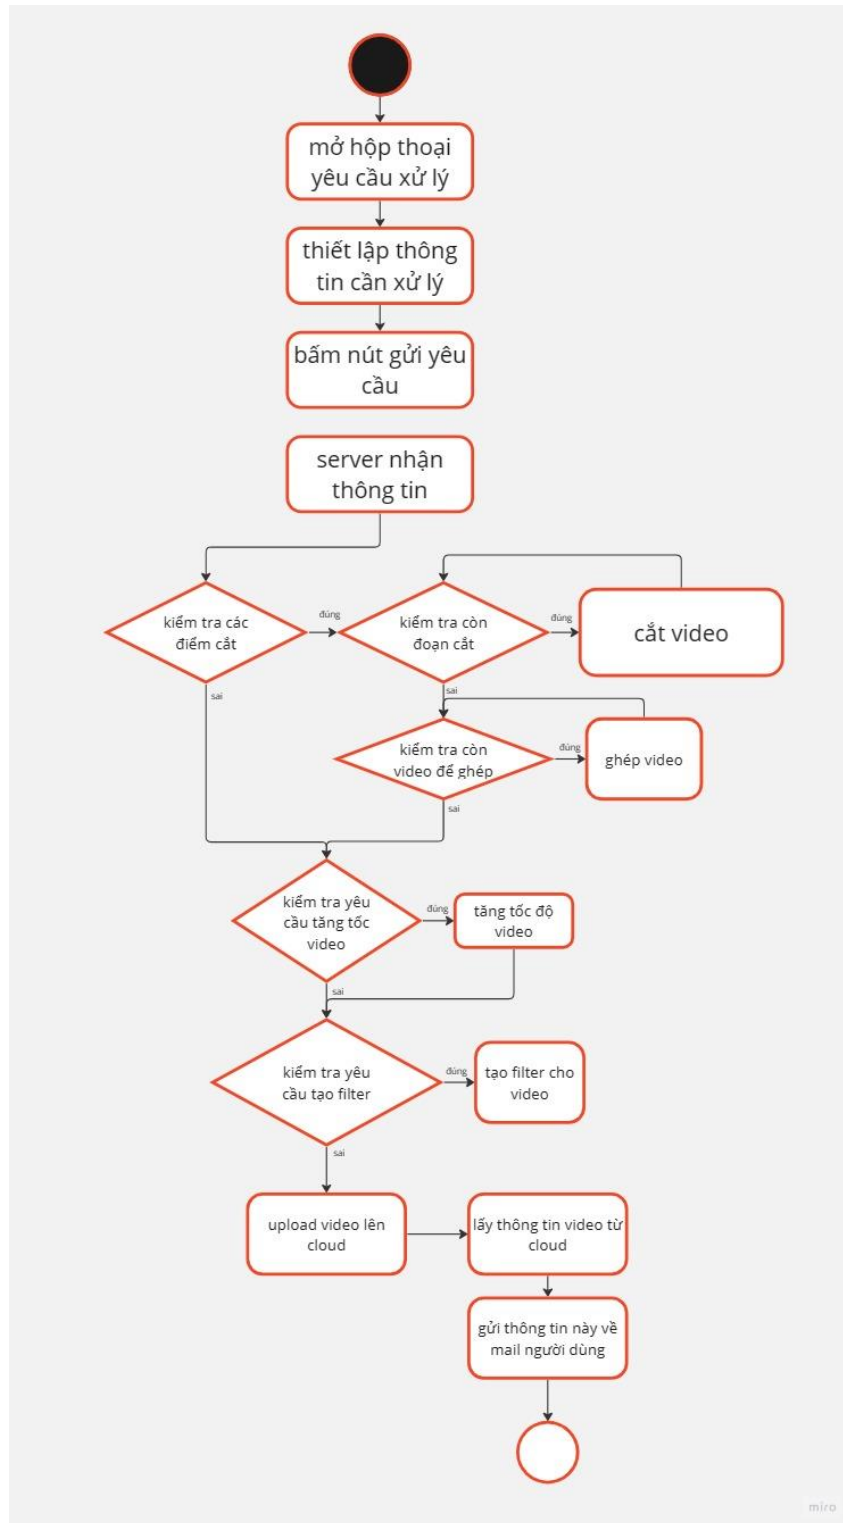 mở hộp thoại
yêu cầu xử lý
thiết lập thông
tin cần xử lý
bấm nút gửi yêu
cầu
server nhận
thông tin
kiểm tra các
điểm cắt
đúng
kiểm tra còn
đoạn cắt
đúng
cắt video
sai
sai
kiểm tra còn
video để ghép
đúng
ghép video
sai
kiểm tra yêu
cầu tăng tốc
video
đúng
tăng tốc độ
video
sai
kiểm tra yêu
cầu tạo filter
đúng
tạo filter cho
video
sai
upload video lên
cloud
lấy thông tin video từ
cloud
gửi thông tin này về
mail người dùng
miro